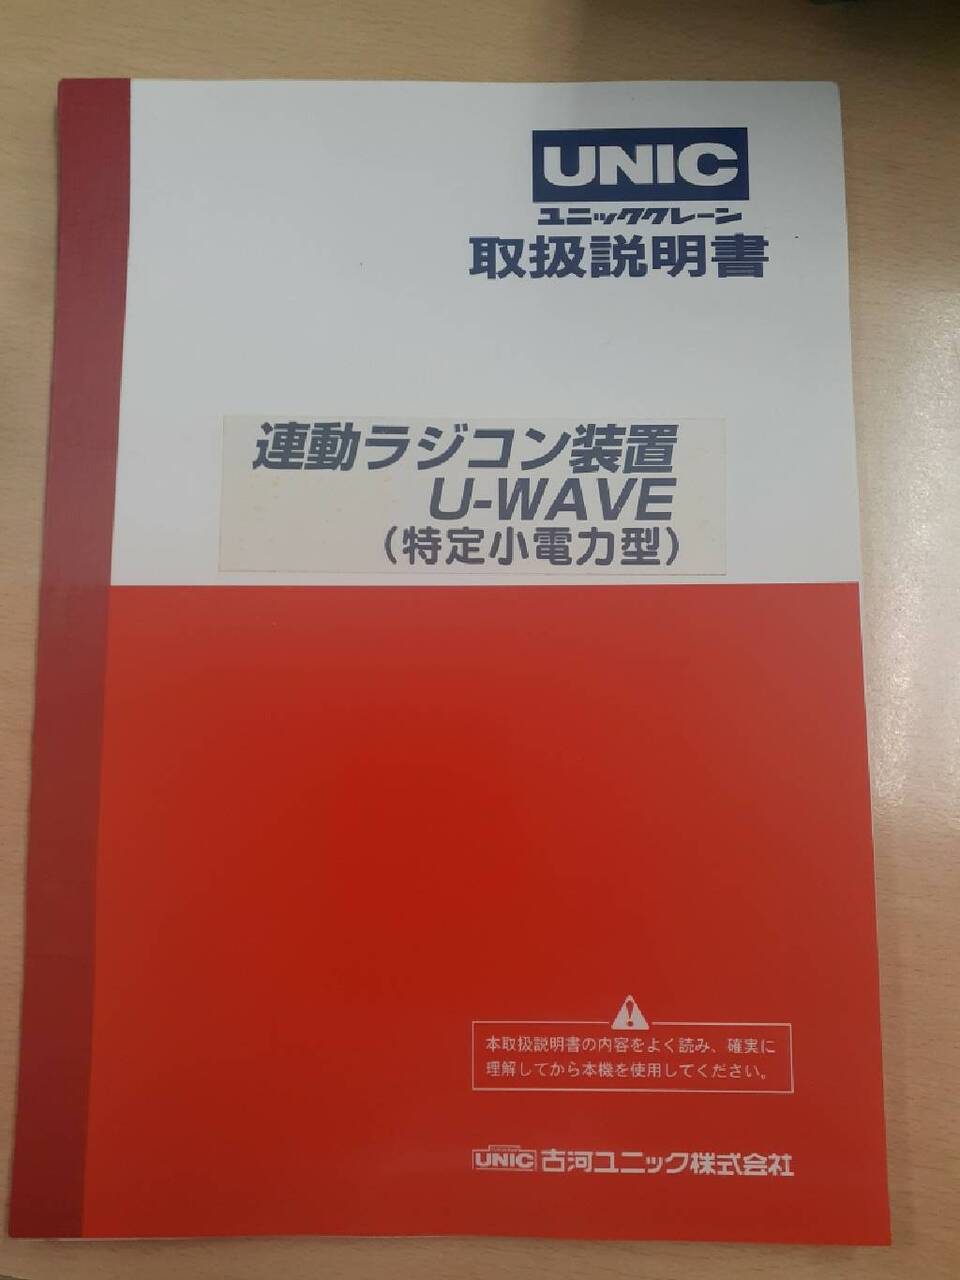 UNIC
ユニッククレーン
取扱説明書
連動ラジコン装置
U-WAVE
(特定小電力型)
本取扱説明書の内容をよく読み、確実に
理解してから本機を使用してください。
UNIC 古河ユニック株式会社